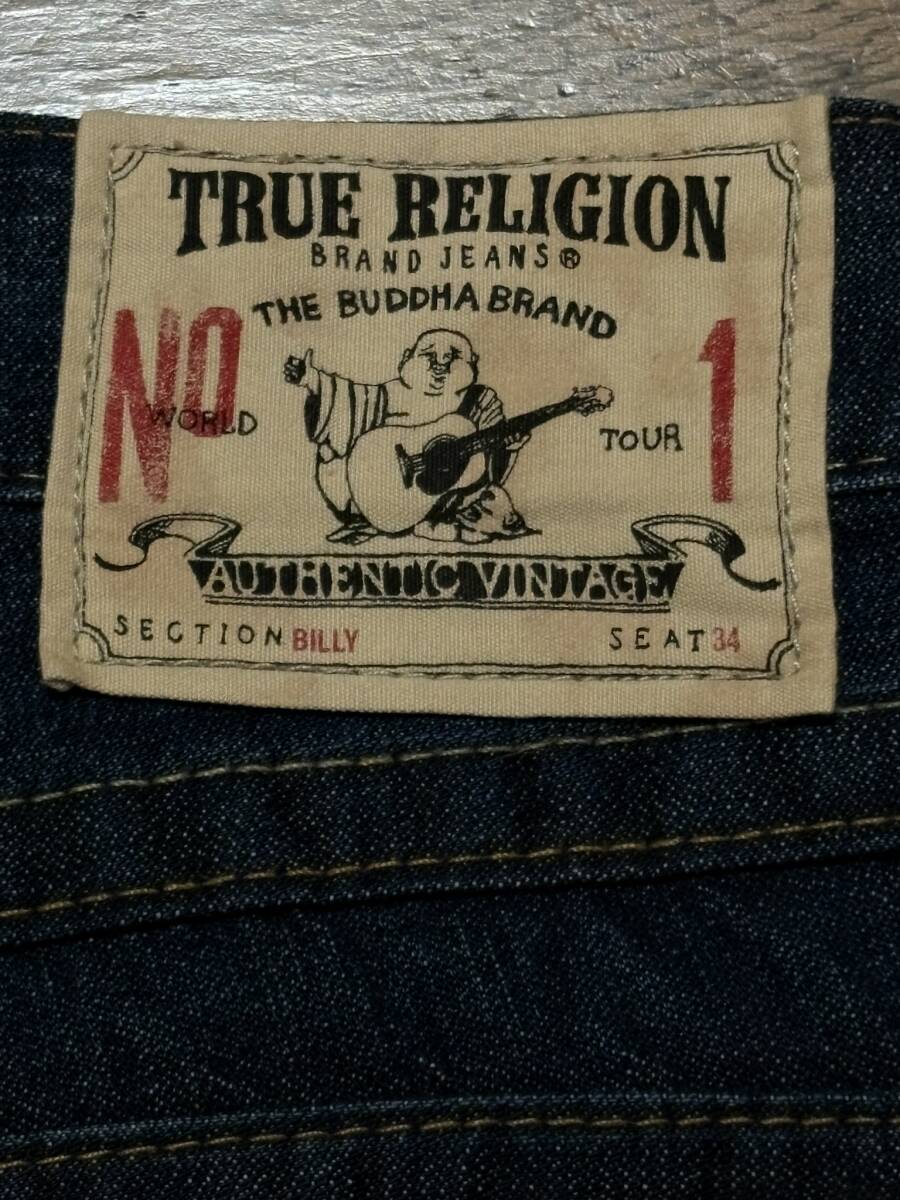 TRUE RELIGION
BRAND JEANS®
THE BUDDHA BRAND
NO 1
WORLD TOUR
AUTHENTIC VINTAGE
SECTION BILLY SEAT 34